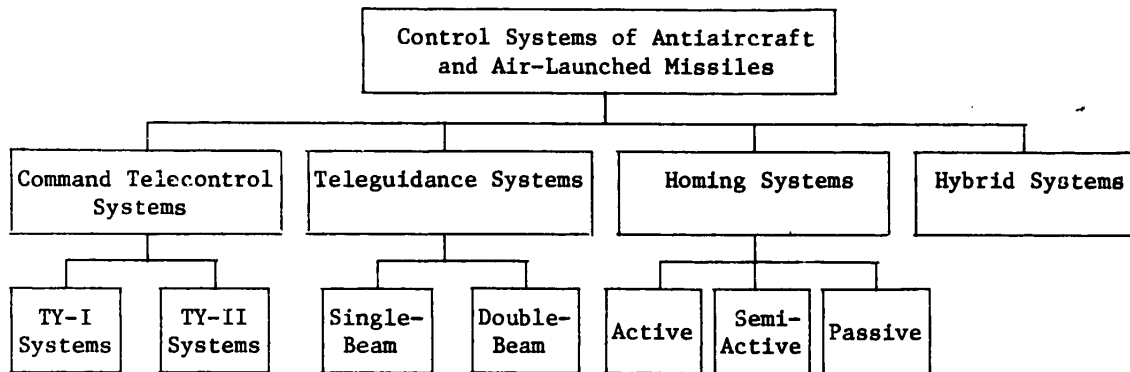 Control Systems of Antiaircraft
and Air-Launched Missiles
Command Telecontrol
Systems
Teleguidance Systems
Homing Systems
Hybrid Systems
TY-I
Systems
TY-II
Systems
Single-
Beam
Double-
Beam
Active
Semi-
Active
Passive